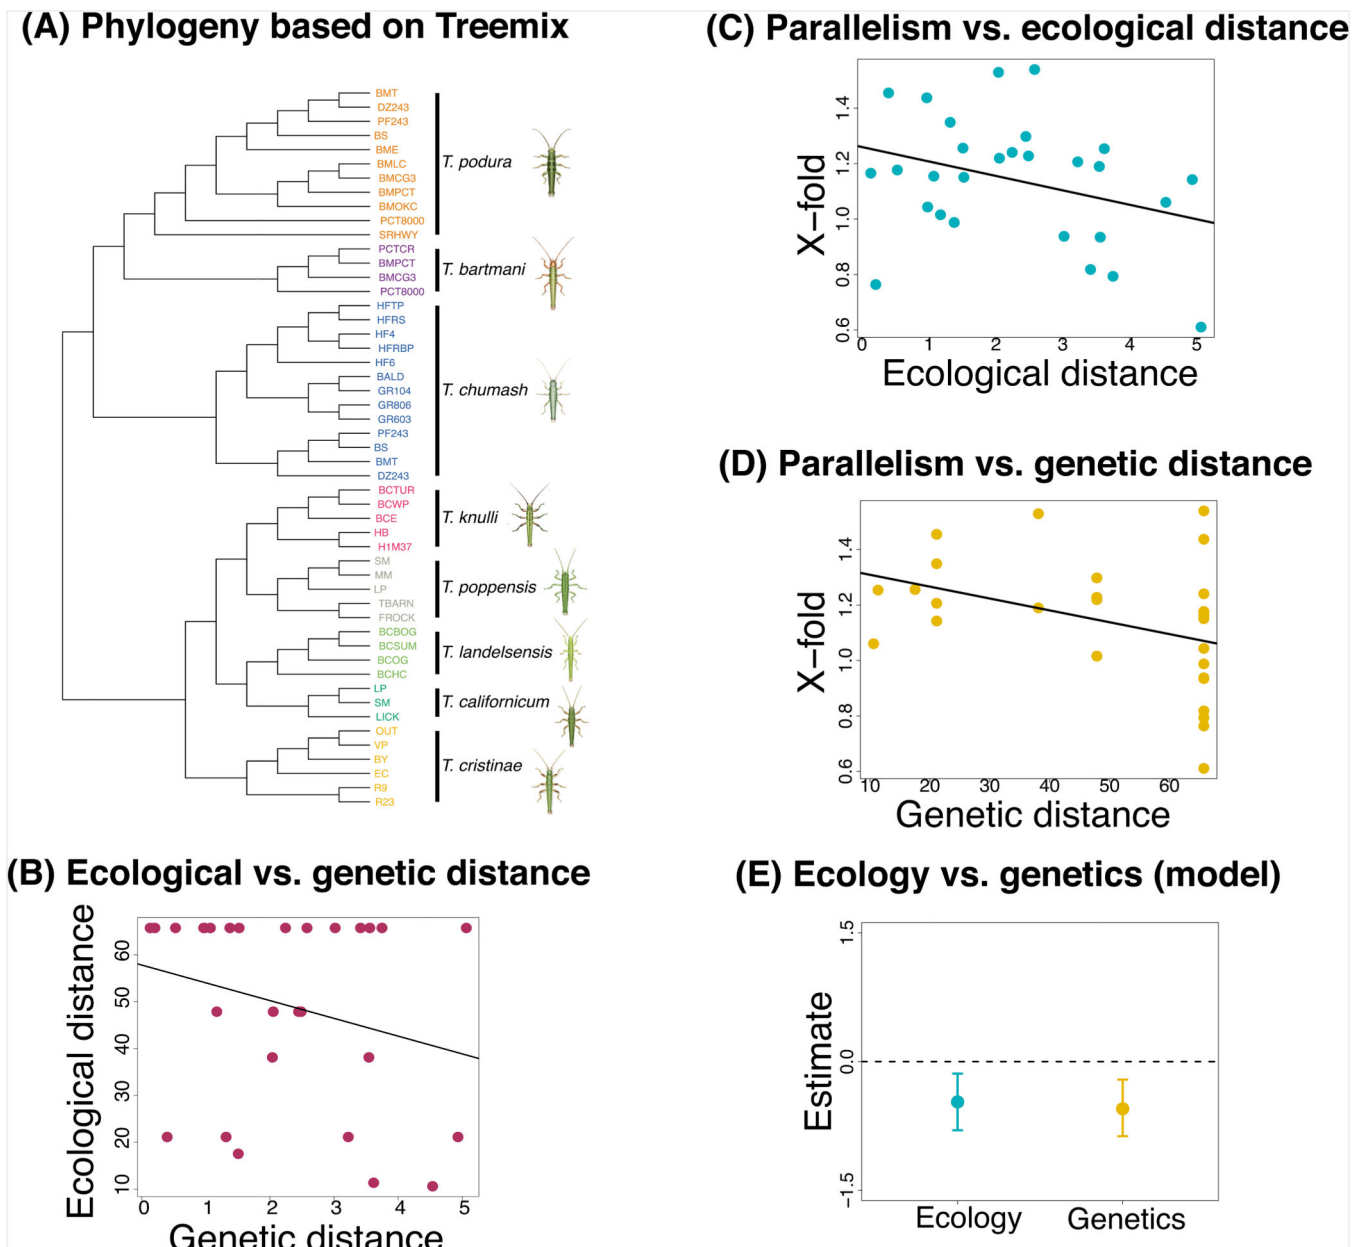 (A) Phylogeny based on Treemix
BMT
DZ243
PF243
BS
BME
BMLC
BMCG3
BMPCT
BMOKC
PCT8000
SRHWY
T. podura
PCTCR
BMPCT
BMCG3
PCT8000
T. bartmani
HFTP
HFRS
HF4
HFRBP
HF6
BALD
GR104
GR806
GR603
PF243
BS
BMT
DZ243
T. chumash
BCTUR
BCWP
BCE
HB
H1M37
T. knulli
SM
MM
LP
TBARN
FROCK
T. poppensis
BCBOG
BCSUM
BCOG
BCHC
T. landelsensis
LP
SM
LICK
T. californicum
OUT
VP
BY
EC
R9
R23
T. cristinae
(B) Ecological vs. genetic distance
Ecological distance
60
50
40
30
20
10
0 1 2 3 4 5
Genetic distance
(C) Parallelism vs. ecological distance
X-fold
1.4
1.2
1.0
0.8
0.6
0 1 2 3 4 5
Ecological distance
(D) Parallelism vs. genetic distance
X-fold
1.4
1.2
1.0
0.8
0.6
10 20 30 40 50 60
Genetic distance
(E) Ecology vs. genetics (model)
Estimate
1.5
0.0
-1.5
Ecology Genetics